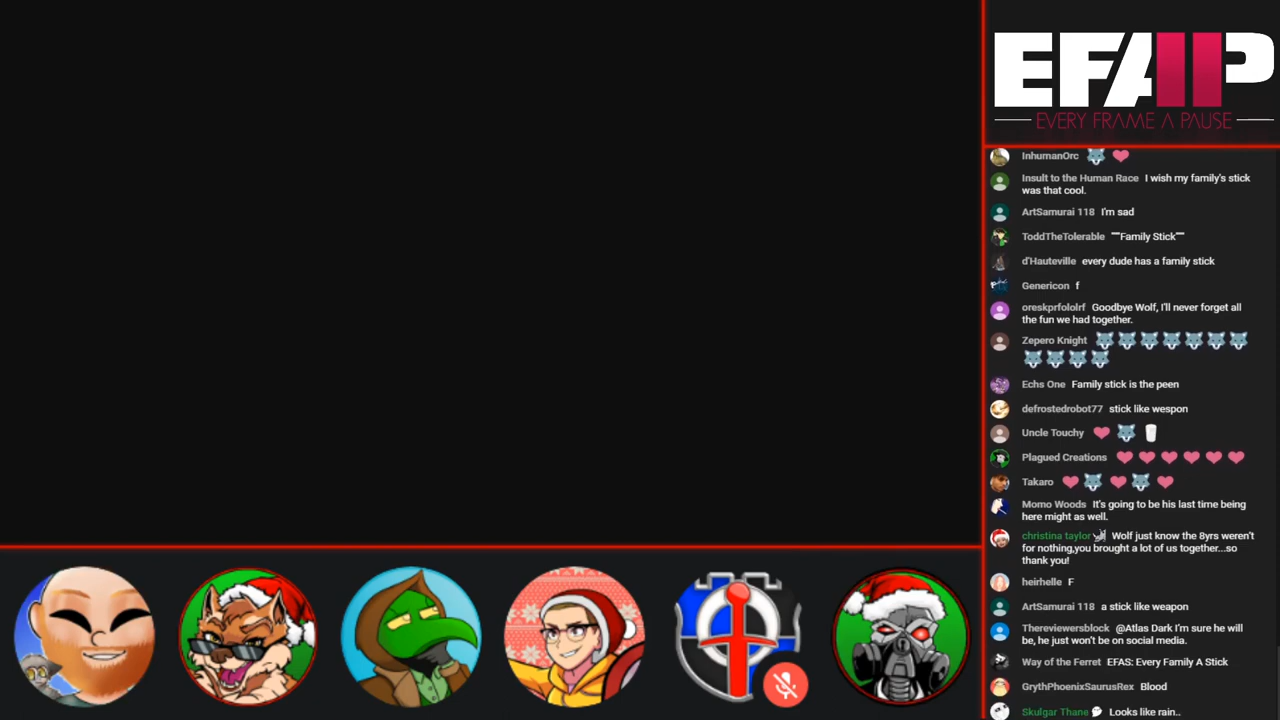 EFAP
EVERY FRAME A PAUSE
InhumanOrc
Insult to the Human Race I wish my family's stick
was that cool.
ArtSamurai 118 I'm sad
ToddTheTolerable """Family Stick"""
d'Hauteville every dude has a family stick
Genericon f
oreskprfololrf Goodbye Wolf, I'll never forget all
the fun we had together.
Zepero Knight
Echs One Family stick is the peen
defrostedrobot77 stick like wespon
Uncle Touchy
Plagued Creations
Takaro
Momo Woods It's going to be his last time being
here might as well.
christina taylor Wolf just know the 8yrs weren't
for nothing,you brought a lot of us together...so
thank you!
heirhelle F
ArtSamurai 118 a stick like weapon
Thereviewersblock @Atlas Dark I'm sure he will
be, he just won't be on social media.
Way of the Ferret EFAS: Every Family A Stick
GrythPhoenixSaurusRex Blood
Skulgar Thane Looks like rain..